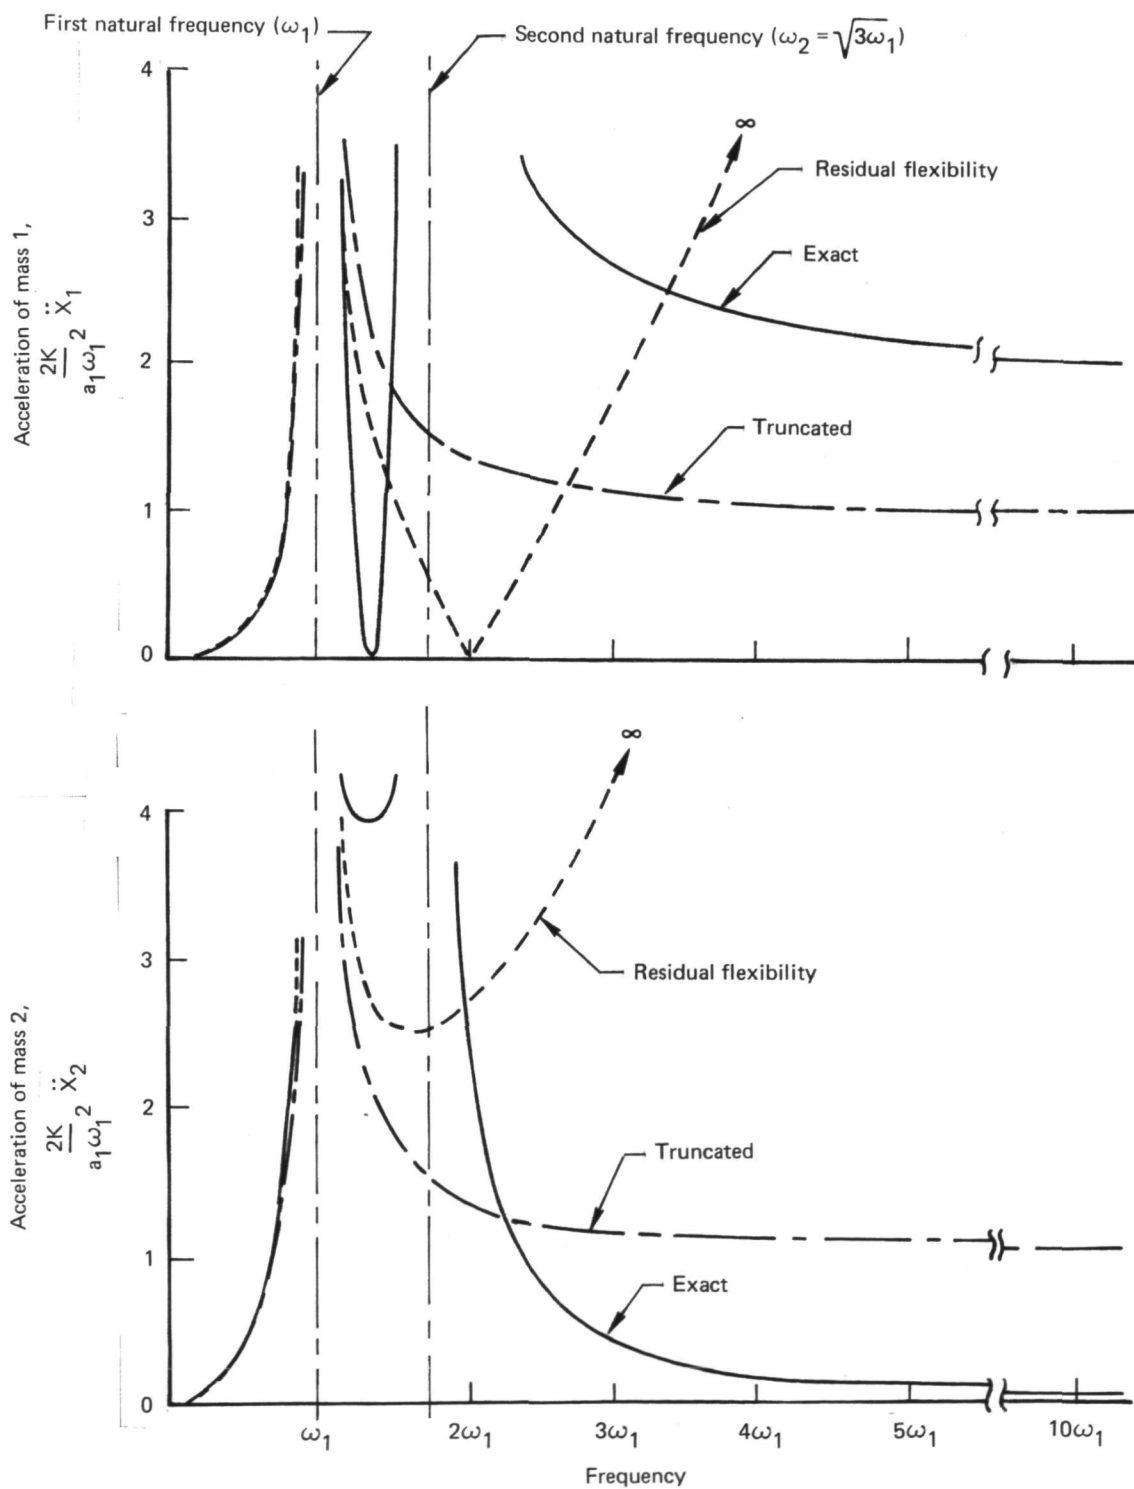 First natural frequency (ω₁)
Second natural frequency (ω₂ = √3ω₁)
4
3
2
1
0
Acceleration of mass 1,
2K/a₁ω₁² Ẍ₁
∞
Residual flexibility
Exact
Truncated
4
3
2
1
0
Acceleration of mass 2,
2K/a₁ω₁² Ẍ₂
∞
Residual flexibility
Truncated
Exact
ω₁ 2ω₁ 3ω₁ 4ω₁ 5ω₁ 10ω₁
Frequency